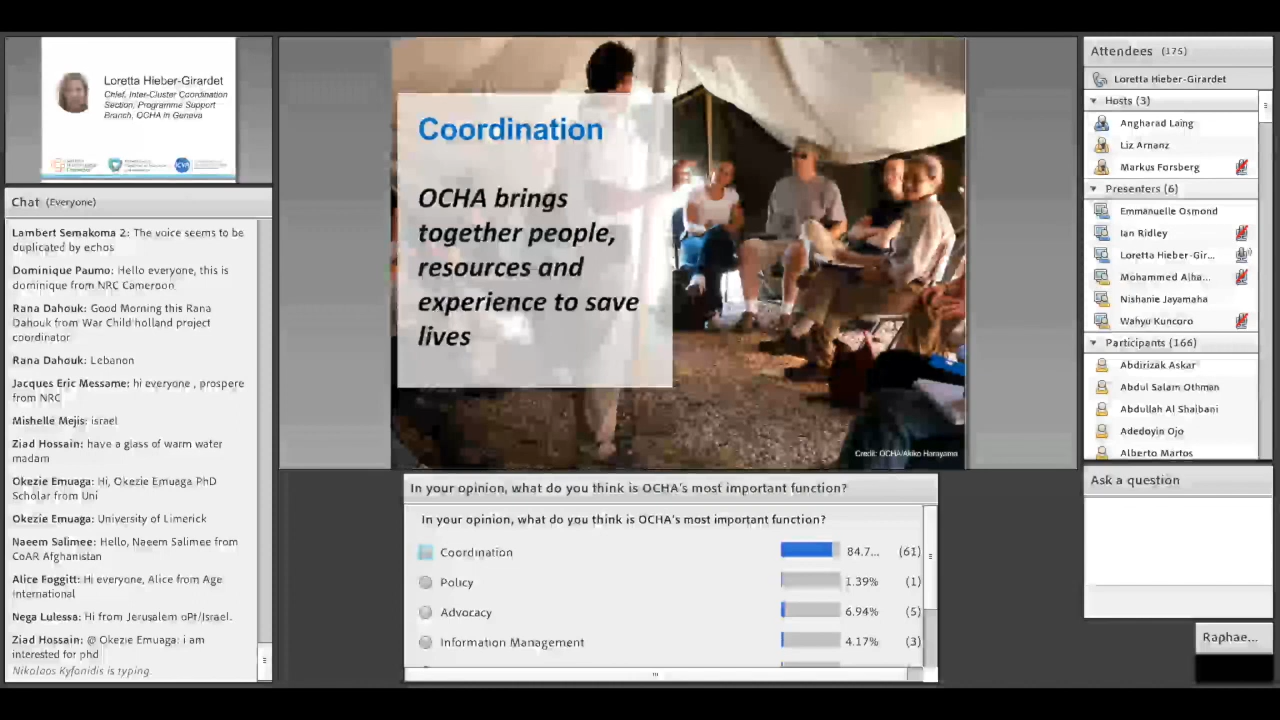 Loretta Hieber-Girardet
Chief, Inter-Cluster Coordination
Section, Programme Support
Branch, OCHA in Geneva
Chat (Everyone)
Lambert Semakoma 2: The voice seems to be
duplicated by echos
Dominique Paumo: Hello everyone, this is
dominique from NRC Cameroon
Rana Dahouk: Good Morning this Rana
Dahouk from War Child holland project
coordinator
Rana Dahouk: Lebanon
Jacques Eric Messame: hi everyone , prospere
from NRC
Mishelle Mejis: israel
Ziad Hossain: have a glass of warm water
madam
Okezie Emuaga: Hi, Okezie Emuaga PhD
Scholar from Uni
Okezie Emuaga: University of Limerick
Naeem Salimee: Hello, Naeem Salimee from
CoAR Afghanistan
Alice Foggitt: Hi everyone, Alice from Age
International
Nega Lulessa: Hi from Jerusalem oPt/Israel.
Ziad Hossain: @ Okezie Emuaga: i am
interested for phd
Nikolaos Kyfonidis is typing.
Coordination
OCHA brings
together people,
resources and
experience to save
lives
Credit: OCHA/Akiko Harayama
In your opinion, what do you think is OCHA's most important function?
In your opinion, what do you think is OCHA's most important function?
Coordination 84.7... (61)
Policy 1.39% (1)
Advocacy 6.94% (5)
Information Management 4.17% (3)
Attendees (175)
Loretta Hieber-Girardet
Hosts (3)
Angharad Laing
Liz Arnanz
Markus Forsberg
Presenters (6)
Emmanuelle Osmond
Ian Ridley
Loretta Hieber-Gir...
Mohammed Alha...
Nishanie Jayamaha
Wahyu Kuncoro
Participants (166)
Abdirizak Askar
Abdul Salam Othman
Abdullah Al Shaibani
Adedoyin Ojo
Alberto Martos
Ask a question
Raphae...